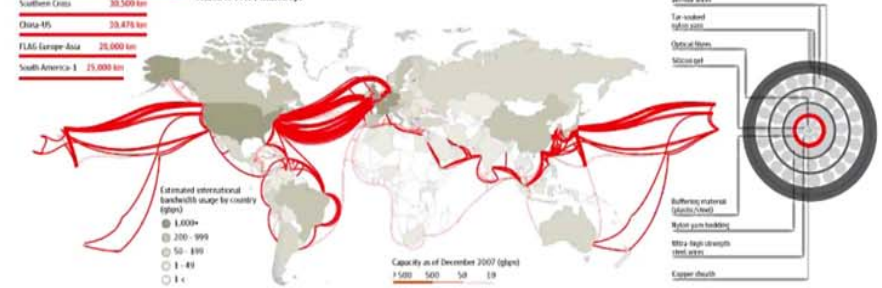 Southern Cross 30,500 km
China-US 30,476 km
FLAG Europe-Asia 28,000 km
South America-1 25,000 km
Estimated international
bandwidth usage by country
(gbps)
1,000+
200 - 999
50 - 199
1 - 49
1 <
Capacity as of December 2007 (gbps)
500 50 10
Tar-soaked
nylon yarn
Optical fibres
Silicon gel
Buffering material
(plastic/steel)
Nylon yarn bedding
Ultra-high strength
steel wires
Copper sheath